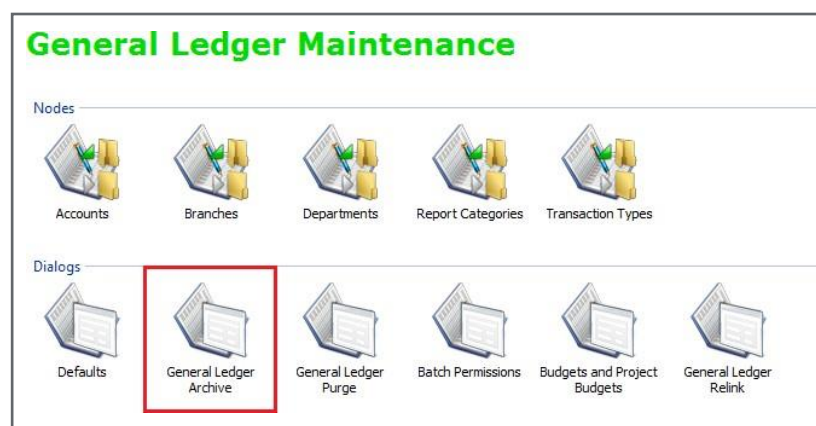 General Ledger Maintenance
Nodes
Accounts
Branches
Departments
Report Categories
Transaction Types
Dialogs
Defaults
General Ledger
Archive
General Ledger
Purge
Batch Permissions
Budgets and Project
Budgets
General Ledger
Relink